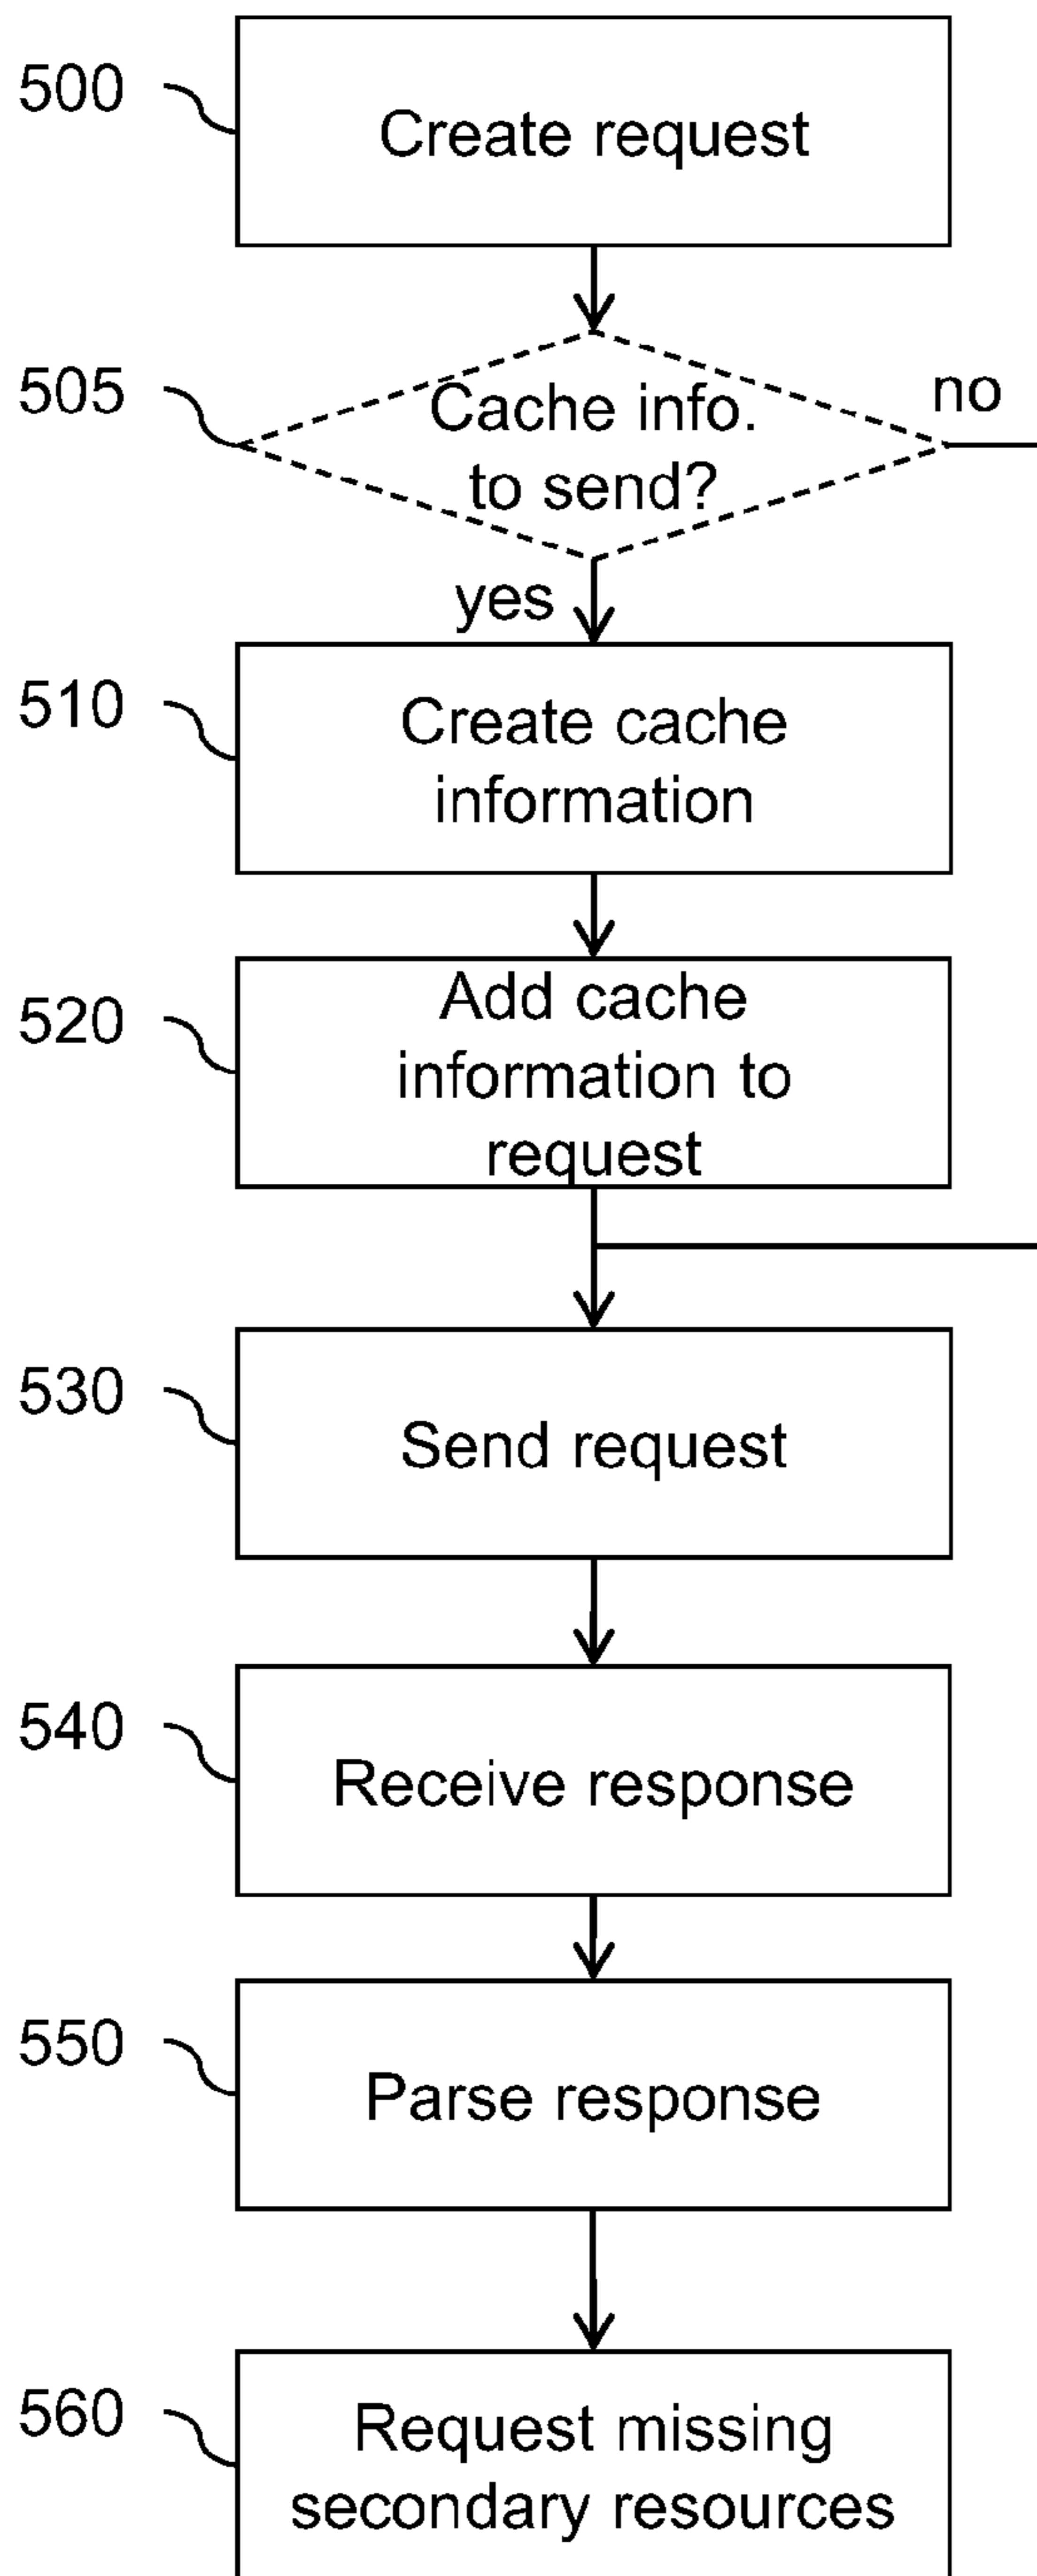 500
Create request
505
Cache info.
to send?
no
yes
510
Create cache
information
520
Add cache
information to
request
530
Send request
540
Receive response
550
Parse response
560
Request missing
secondary resources